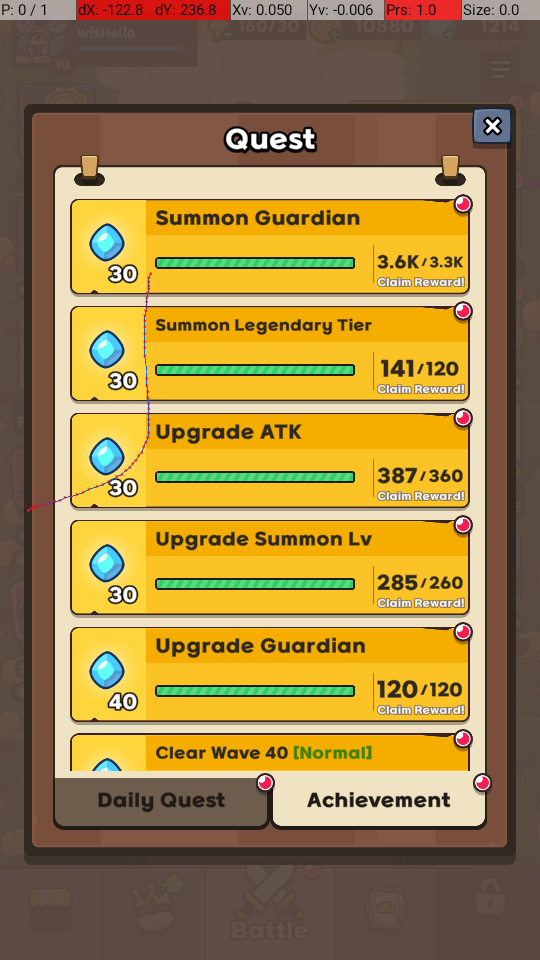 P: 0 / 1 dX: -122.8 dY: 236.8 Xv: 0.050 Yv: -0.006 Prs: 1.0 Size: 0.0
wisHello
160/30 10880 1214
10
Quest
Summon Guardian
30
3.6K/3.3K
Claim Reward!
Summon Legendary Tier
30
141/120
Claim Reward!
Upgrade ATK
30
387/360
Claim Reward!
Upgrade Summon Lv
30
285/260
Claim Reward!
Upgrade Guardian
40
120/120
Claim Reward!
Clear Wave 40 [Normal]
Daily Quest
Achievement
Battle